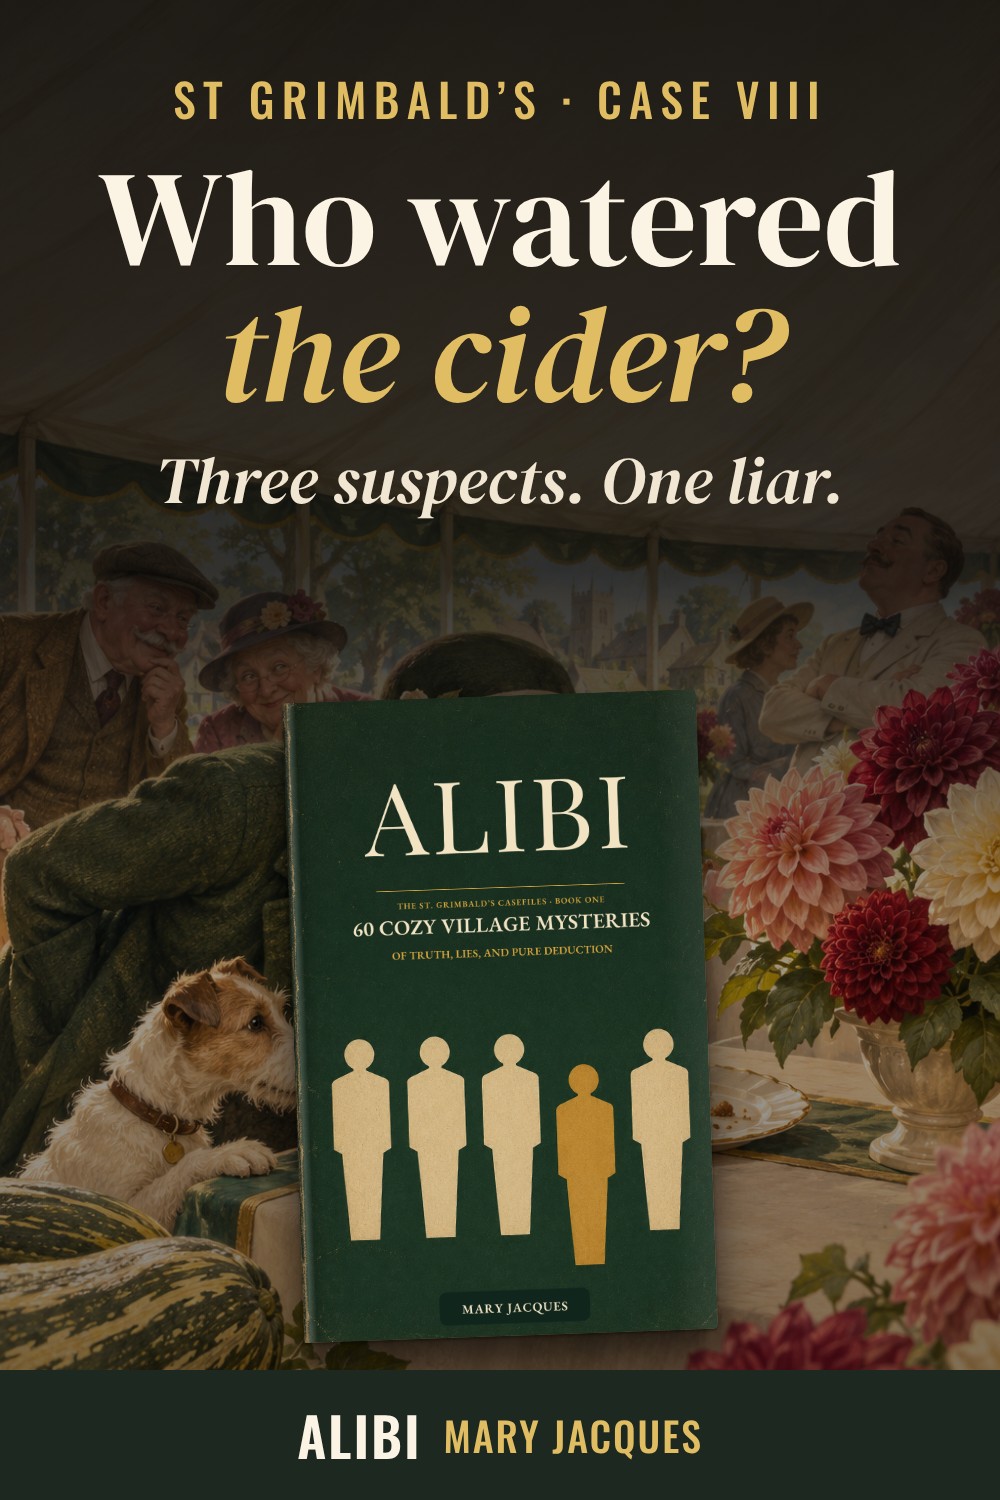 ST GRIMBALD’S · CASE VIII
Who watered
the cider?
Three suspects. One liar.
ALIBI
THE ST. GRIMBALD'S CASEFILES · BOOK ONE
60 COZY VILLAGE MYSTERIES
OF TRUTH, LIES, AND PURE DEDUCTION
MARY JACQUES
ALIBI MARY JACQUES